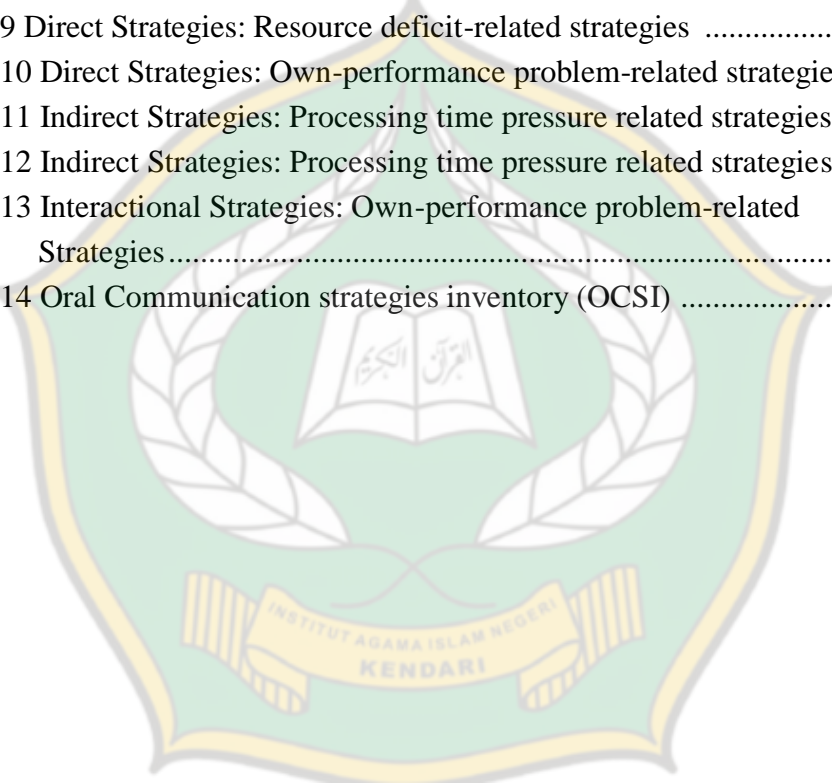 9 Direct Strategies: Resource deficit-related strategies ................
10 Direct Strategies: Own-performance problem-related strategie
11 Indirect Strategies: Processing time pressure related strategies
12 Indirect Strategies: Processing time pressure related strategies
13 Interactional Strategies: Own-performance problem-related
Strategies....................................................................................
14 Oral Communication strategies inventory (OCSI) ...................
القرآن الكريم
INSTITUT AGAMA ISLAM NEGERI
KENDARI